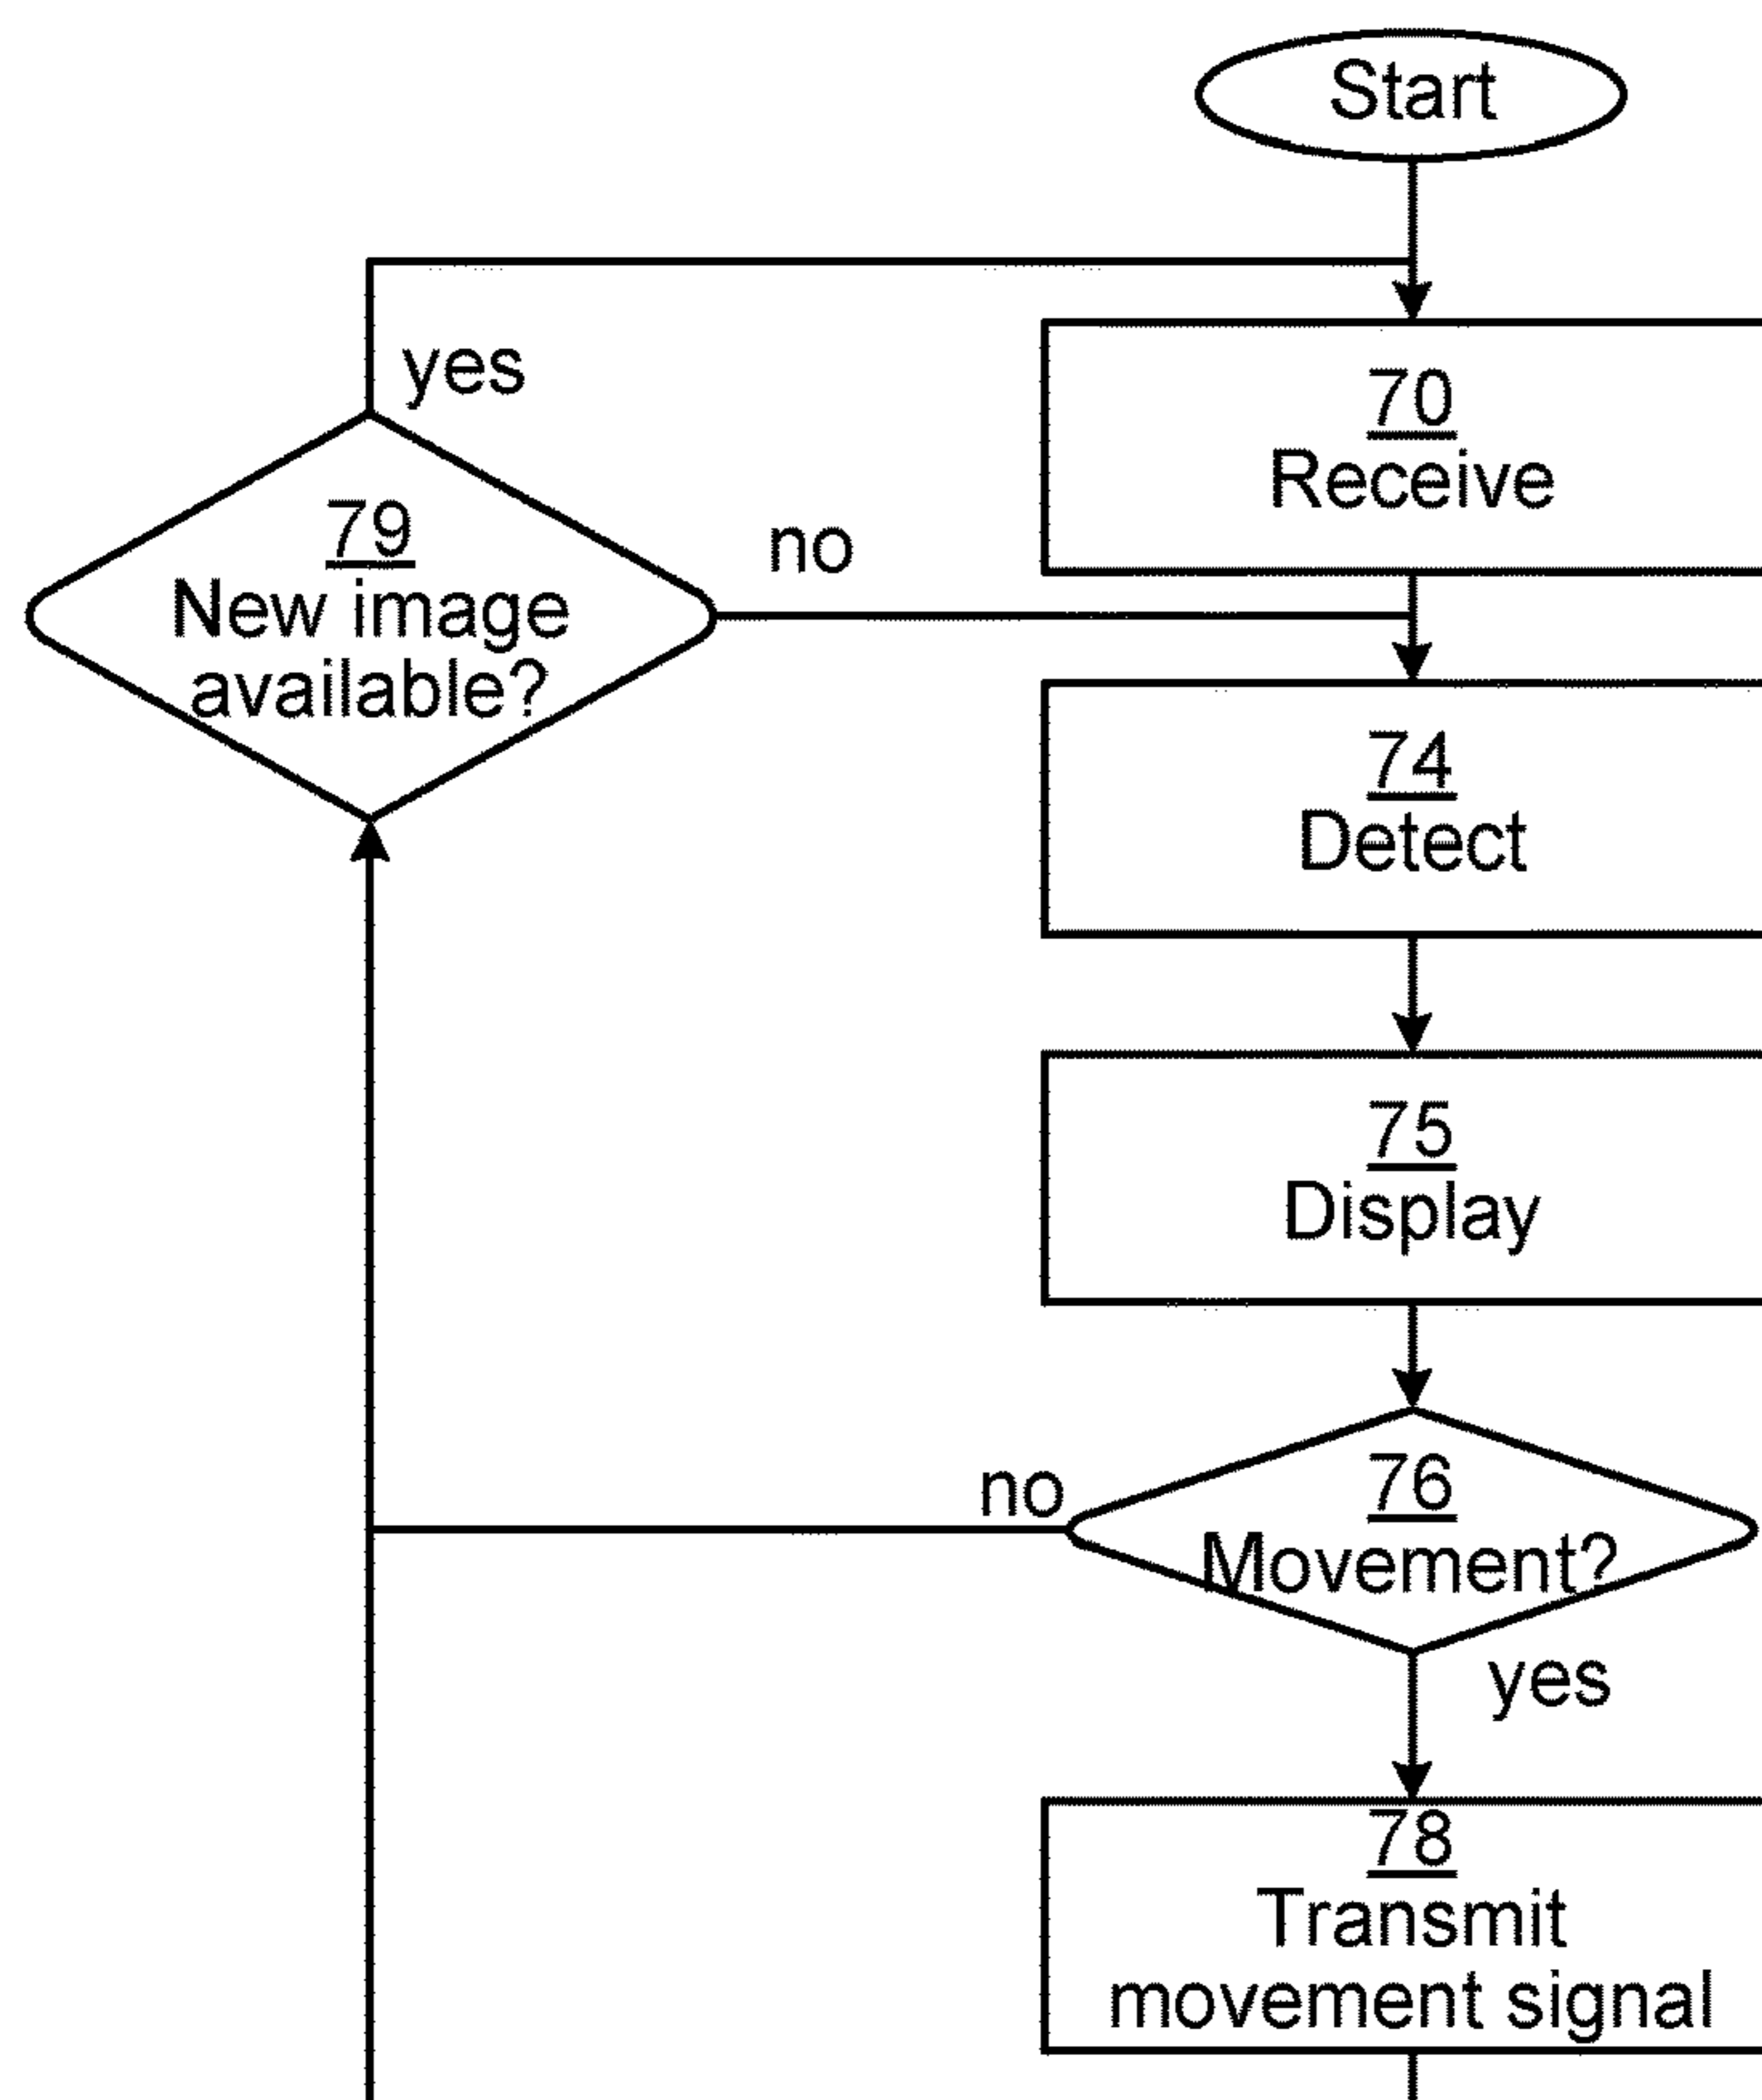 Start
yes
70
Receive
79
New image
available?
no
74
Detect
75
Display
no
76
Movement?
yes
78
Transmit
movement signal